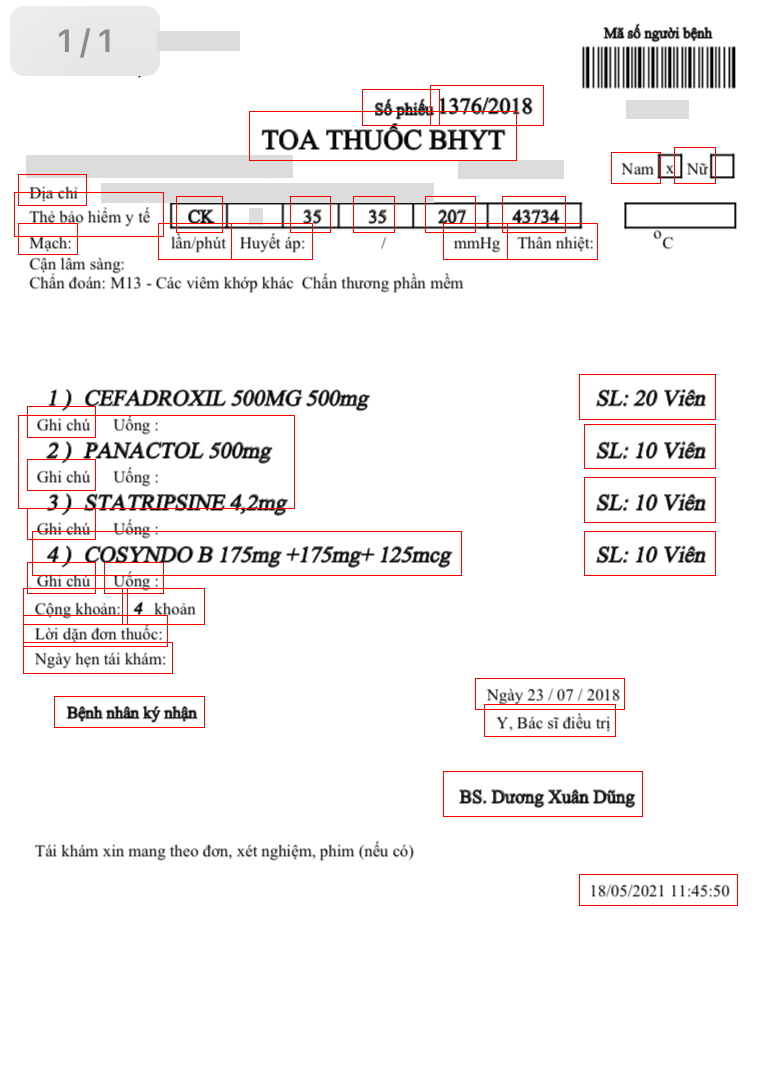 1/1
Mã số người bệnh
Số phiếu 1376/2018
TOA THUỐC BHYT
Nam x Nữ
Địa chỉ
Thẻ bảo hiểm y tế CK 35 35 207 43734
Mạch: lần/phút Huyết áp: / mmHg Thân nhiệt: °C
Cận lâm sàng:
Chẩn đoán: M13 - Các viêm khớp khác Chấn thương phần mềm
1 ) CEFADROXIL 500MG 500mg SL: 20 Viên
Ghi chú Uống :
2 ) PANACTOL 500mg SL: 10 Viên
Ghi chú Uống :
3 ) STATRIPSINE 4,2mg SL: 10 Viên
Ghi chú Uống :
4 ) COSYNDO B 175mg +175mg+ 125mcg SL: 10 Viên
Ghi chú Uống :
Cộng khoản: 4 khoản
Lời dặn đơn thuốc:
Ngày hẹn tái khám:
Ngày 23 / 07 / 2018
Bệnh nhân ký nhận
Y, Bác sĩ điều trị
BS. Dương Xuân Dũng
Tái khám xin mang theo đơn, xét nghiệm, phim (nếu có)
18/05/2021 11:45:50